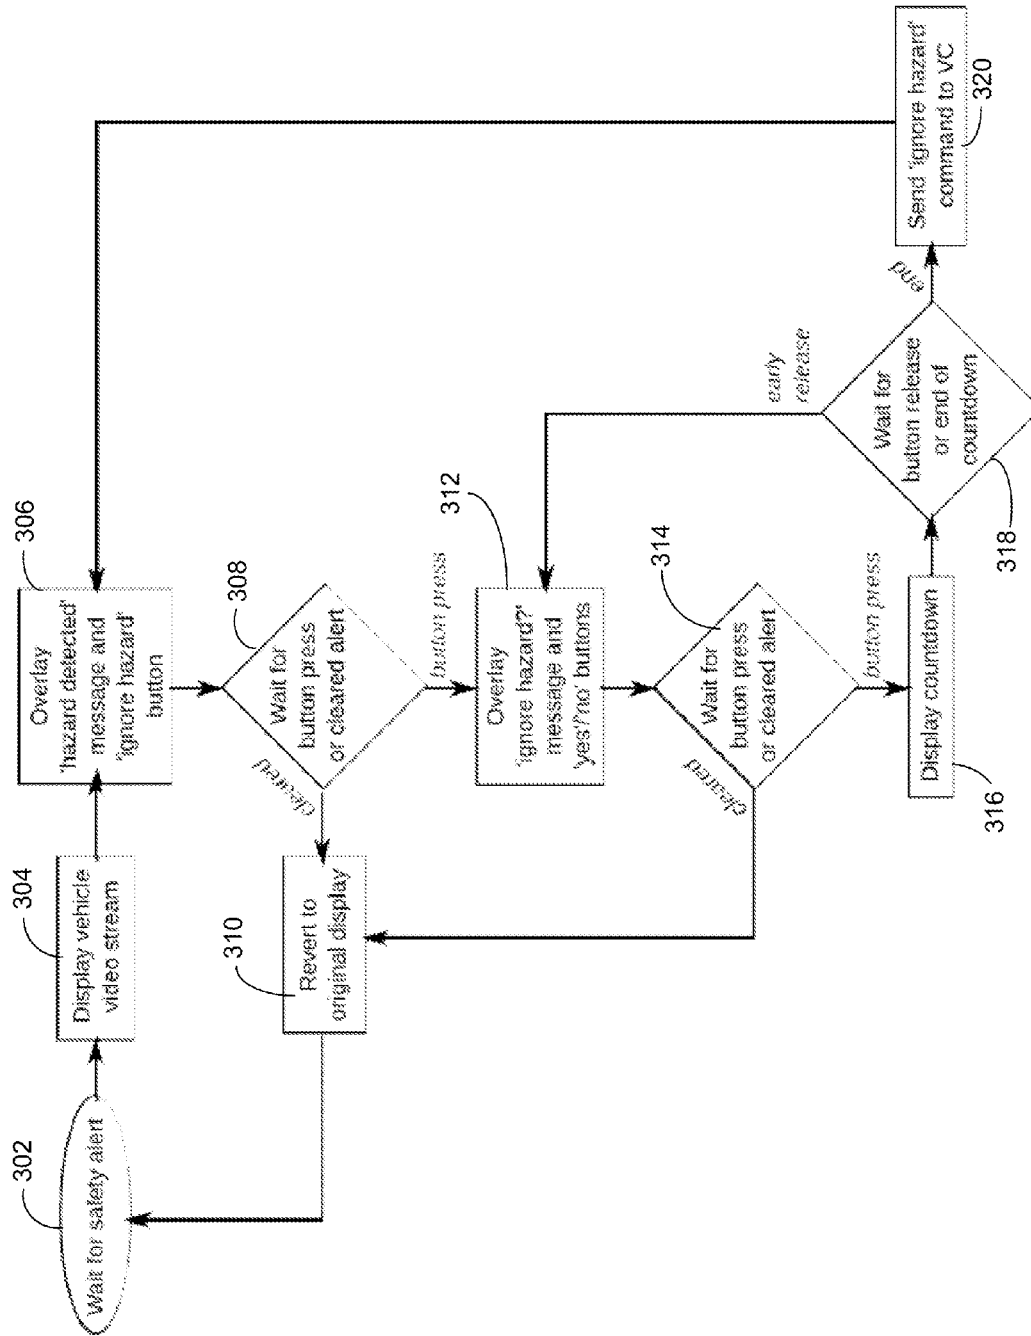 302
Wait for safety alert
304
Display vehicle
video stream
306
Overlay
'hazard detected'
message and
'ignore hazard'
button
308
Wait for
button press
or cleared alert
cleared
310
Revert to
original display
button press
312
Overlay
'ignore hazard?'
message and
'yes'/'no' buttons
314
Wait for
button press
or cleared alert
cleared
button press
316
Display countdown
318
Wait for
button release
or end of
countdown
early
release
end
Send 'ignore hazard'
command to VC
320